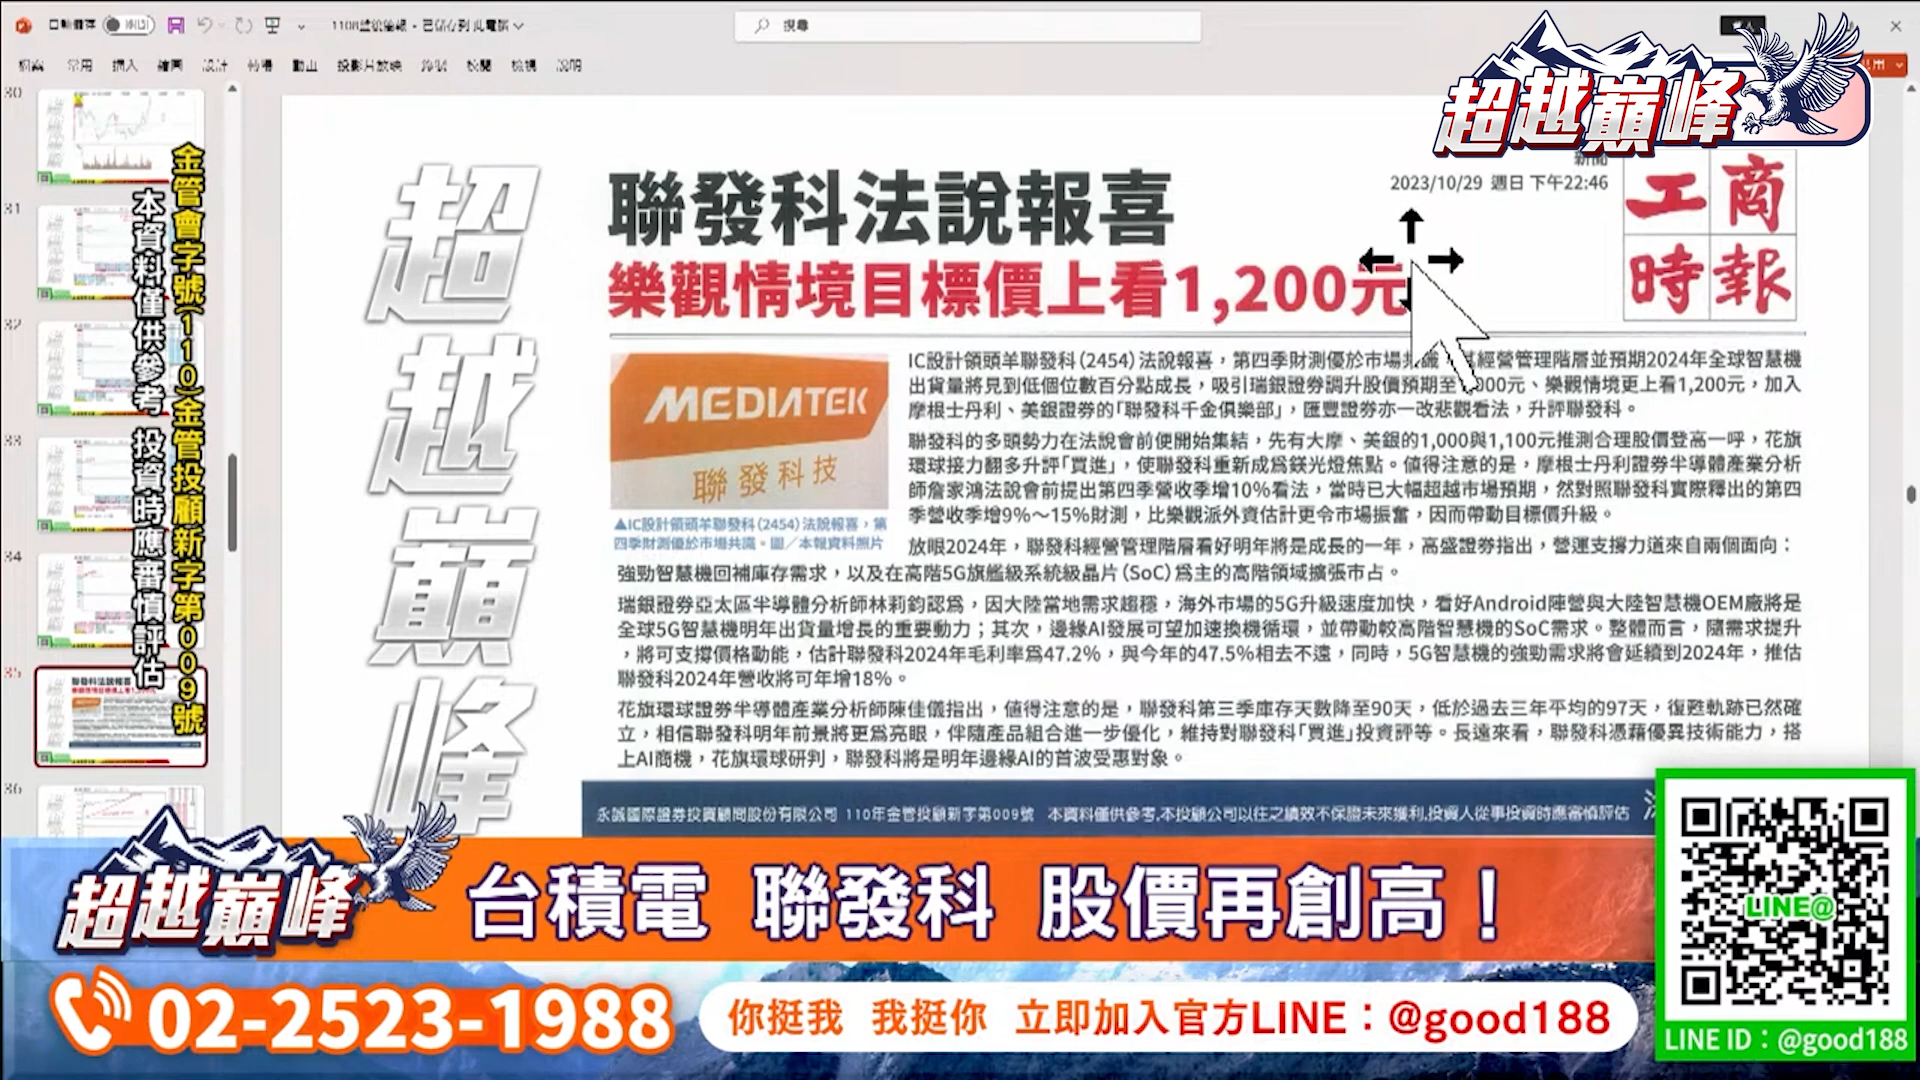 搜尋
檔案 常用 插入 繪圖 設計 轉場 動畫 投影片放映 錄製 校閱 檢視 說明
超越巔峰
30
31
32
33
34
35
36
金管會字號(110)金管投顧新字第009號
本資料僅供參考 投資時應審慎評估
超越巔峰
聯發科法說報喜
樂觀情境目標價上看1,200元
2023/10/29 週日 下午22:46
工商時報
MEDIATEK
聯發科技
▲IC設計領頭羊聯發科(2454)法說報喜,第
四季財測優於市場共識。圖/本報資料照片
IC設計領頭羊聯發科(2454)法說報喜,第四季財測優於市場 經營管理階層並預期2024年全球智慧機
出貨量將見到低個位數百分點成長,吸引瑞銀證券調升股價預期至 000元、樂觀情境更上看1,200元,加入
摩根士丹利、美銀證券的「聯發科千金俱樂部」,匯豐證券亦一改悲觀看法,升評聯發科。
聯發科的多頭勢力在法說會前便開始集結,先有大摩、美銀的1,000與1,100元推測合理股價登高一呼,花旗
環球接力翻多升評「買進」,使聯發科重新成為鎂光燈焦點。值得注意的是,摩根士丹利證券半導體產業分析
師詹家鴻法說會前提出第四季營收季增10%看法,當時已大幅超越市場預期,然對照聯發科實際釋出的第四
季營收季增9%~15%財測,比樂觀派外資估計更令市場振奮,因而帶動目標價升級。
放眼2024年,聯發科經營管理階層看好明年將是成長的一年,高盛證券指出,營運支撐力道來自兩個面向:
強勁智慧機回補庫存需求,以及在高階5G旗艦級系統級晶片(SoC)為主的高階領域擴張市占。
瑞銀證券亞太區半導體分析師林莉鈞認為,因大陸當地需求趨穩,海外市場的5G升級速度加快,看好Android陣營與大陸智慧機OEM廠將是
全球5G智慧機明年出貨量增長的重要動力;其次,邊緣AI發展可望加速換機循環,並帶動較高階智慧機的SoC需求。整體而言,隨需求提升
,將可支撐價格動能,估計聯發科2024年毛利率為47.2%,與今年的47.5%相去不遠,同時,5G智慧機的強勁需求將會延續到2024年,推估
聯發科2024年營收將可年增18%。
花旗環球證券半導體產業分析師陳佳儀指出,值得注意的是,聯發科第三季庫存天數降至90天,低於過去三年平均的97天,復甦軌跡已然確
立,相信聯發科明年前景將更為亮眼,伴隨產品組合進一步優化,維持對聯發科「買進」投資評等。長遠來看,聯發科憑藉優異技術能力,搭
上AI商機,花旗環球研判,聯發科將是明年邊緣AI的首波受惠對象。
永誠國際證券投資顧問股份有限公司 110年金管投顧新字第009號 本資料僅供參考,本投顧公司以往之績效不保證未來獲利,投資人從事投資時應審慎評估
超越巔峰
台積電 聯發科 股價再創高!
02-2523-1988
你挺我 我挺你 立即加入官方LINE:@good188
LINE@
LINE ID:@good188